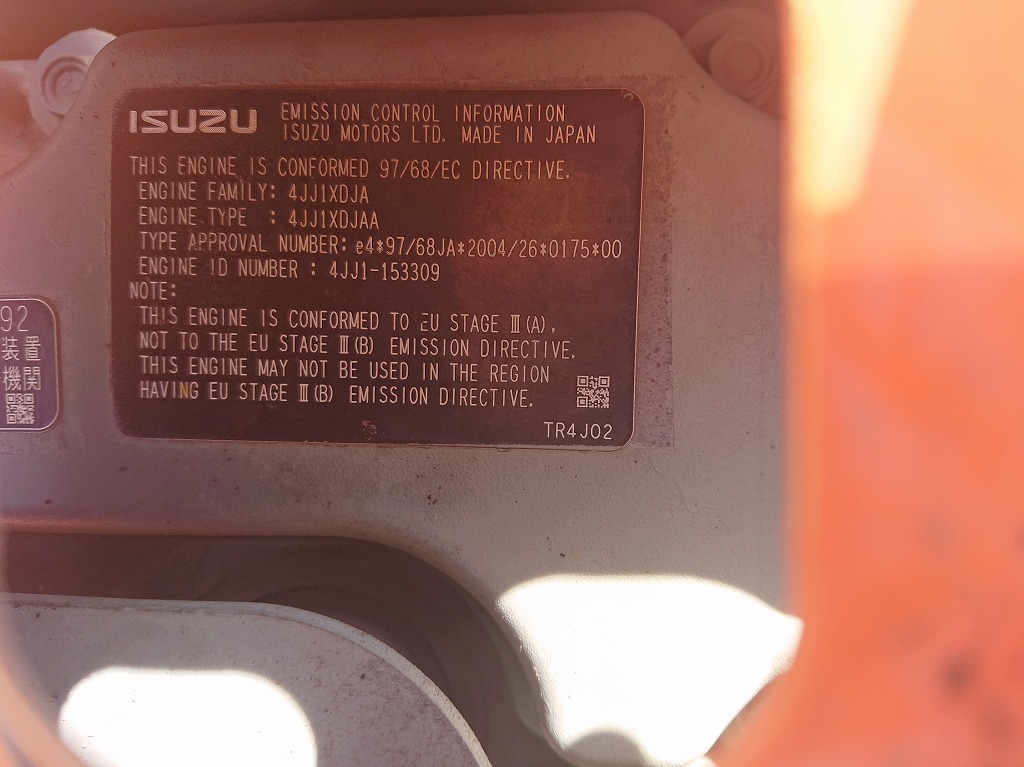 ISUZU EMISSION CONTROL INFORMATION
ISUZU MOTORS LTD. MADE IN JAPAN
THIS ENGINE IS CONFORMED 97/68/EC DIRECTIVE.
ENGINE FAMILY: 4JJ1XDJA
ENGINE TYPE : 4JJ1XDJAA
TYPE APPROVAL NUMBER: e4*97/68JA*2004/26*0175*00
ENGINE ID NUMBER : 4JJ1-153309
NOTE:
THIS ENGINE IS CONFORMED TO EU STAGE Ⅲ(A),
NOT TO THE EU STAGE Ⅲ(B) EMISSION DIRECTIVE.
THIS ENGINE MAY NOT BE USED IN THE REGION
HAVING EU STAGE Ⅲ(B) EMISSION DIRECTIVE.
TR4J02
92
装置
機関